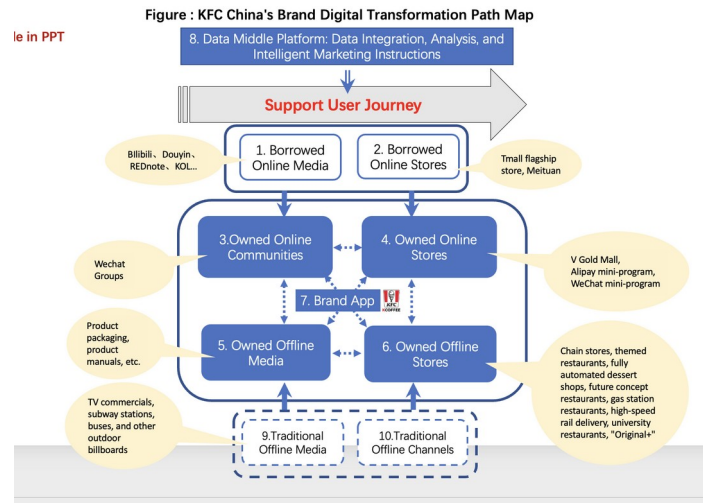 Figure : KFC China's Brand Digital Transformation Path Map
le in PPT
8. Data Middle Platform: Data Integration, Analysis, and
Intelligent Marketing Instructions
Support User Journey
BIlibili、Douyin、
REDnote、KOL...
1. Borrowed
Online Media
2. Borrowed
Online Stores
Tmall flagship
store, Meituan
Wechat
Groups
3.Owned Online
Communities
4. Owned Online
Stores
V Gold Mall,
Alipay mini-program,
WeChat mini-program
7. Brand App
KFC
KCOFFEE
Product
packaging,
product
manuals, etc.
5. Owned Offline
Media
6. Owned Offline
Stores
Chain stores, themed
restaurants, fully
automated dessert
shops, future concept
restaurants, gas station
restaurants, high-speed
rail delivery, university
restaurants, "Original+"
TV commercials,
subway stations,
buses, and other
outdoor
billboards
9.Traditional
Offline Media
10.Traditional
Offline Channels